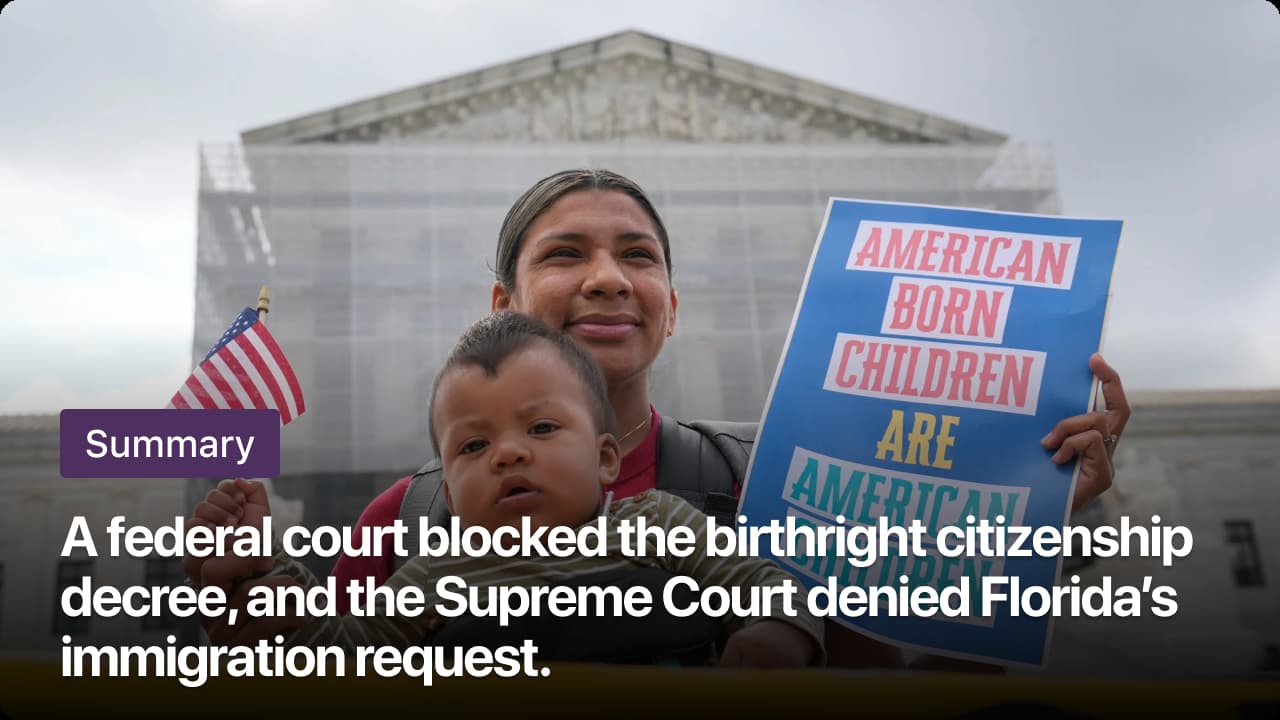 AMERICAN
BORN
CHILDREN
ARE
AMERICAN
CHILDREN
Summary
A federal court blocked the birthright citizenship
decree, and the Supreme Court denied Florida’s
immigration request.